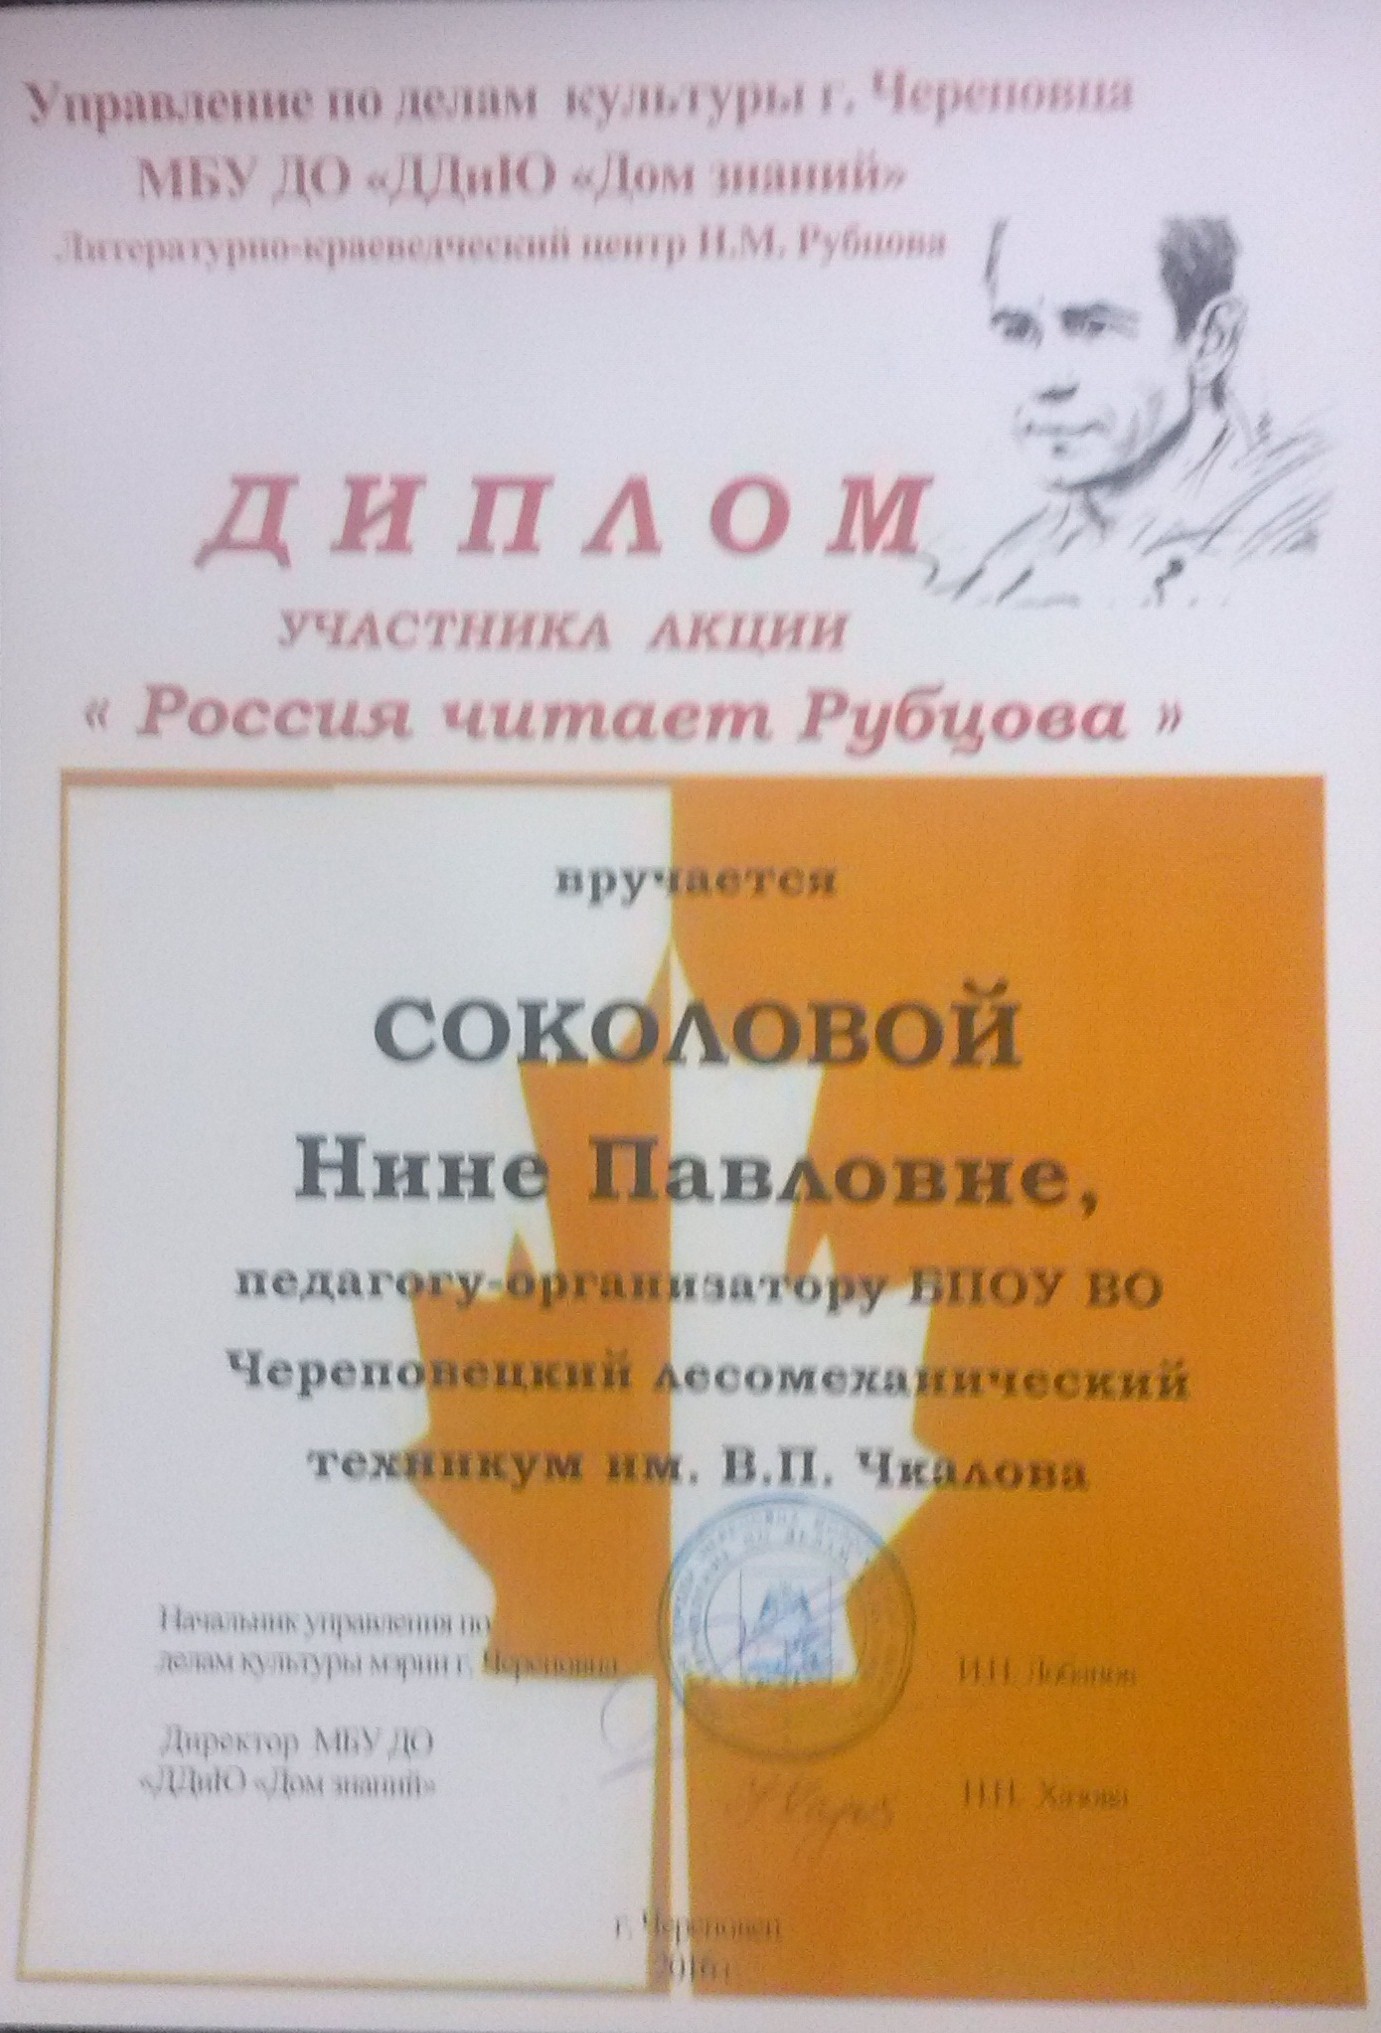 Управление по делам культуры г. Череповца
МБУ ДО «ДДиЮ «Дом знаний»
Литературно-краеведческий центр Н.М. Рубцова
ДИПЛОМ
УЧАСТНИКА АКЦИИ
« Россия читает Рубцова »
вручается
СОКОЛОВОЙ
Нине Павловне,
педагогу-организатору БПОУ ВО
Череповецкий лесомеханический
техникум им. В.П. Чкалова
Начальник управления по
делам культуры мэрии г. Череповца
И.Н. Лобанов
Директор МБУ ДО
«ДДиЮ «Дом знаний»
Н.Н.
г. Череповец
2016 г